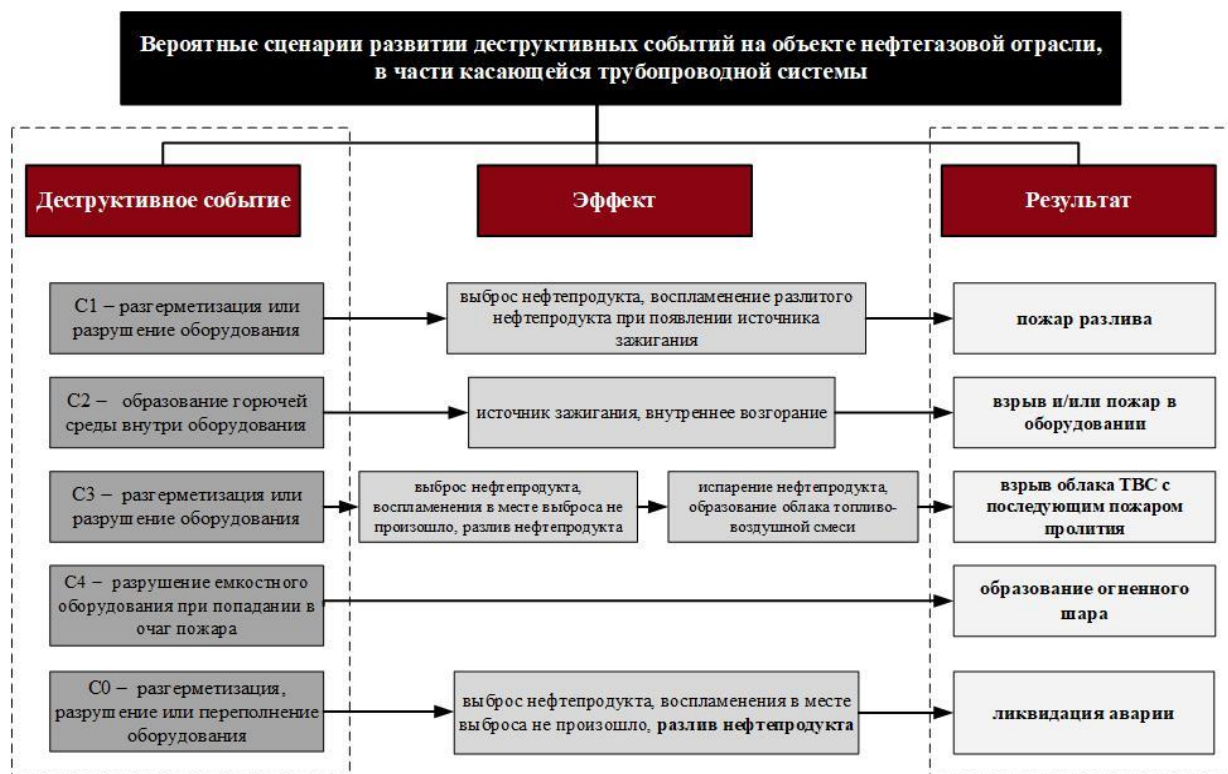 Вероятные сценарии развитии деструктивных событий на объекте нефтегазовой отрасли,
в части касающейся трубопроводной системы
Деструктивное событие
Эффект
Результат
С1 – разгерметизация или
разрушение оборудования
выброс нефтепродукта, воспламенение разлитого
нефтепродукта при появлении источника
зажигания
пожар разлива
С2 – образование горючей
среды внутри оборудования
источник зажигания, внутреннее возгорание
взрыв и/или пожар в
оборудовании
С3 – разгерметизация или
разрушение оборудования
выброс нефтепродукта,
воспламенения в месте выброса не
произошло, разлив нефтепродукта
испарение нефтепродукта,
образование облака топливо-
воздушной смеси
взрыв облака ТВС с
последующим пожаром
пролития
С4 – разрушение емкостного
оборудования при попадании в
очаг пожара
образование огненного
шара
С0 – разгерметизация,
разрушение или переполнение
оборудования
выброс нефтепродукта, воспламенения в месте
выброса не произошло, разлив нефтепродукта
ликвидация аварии